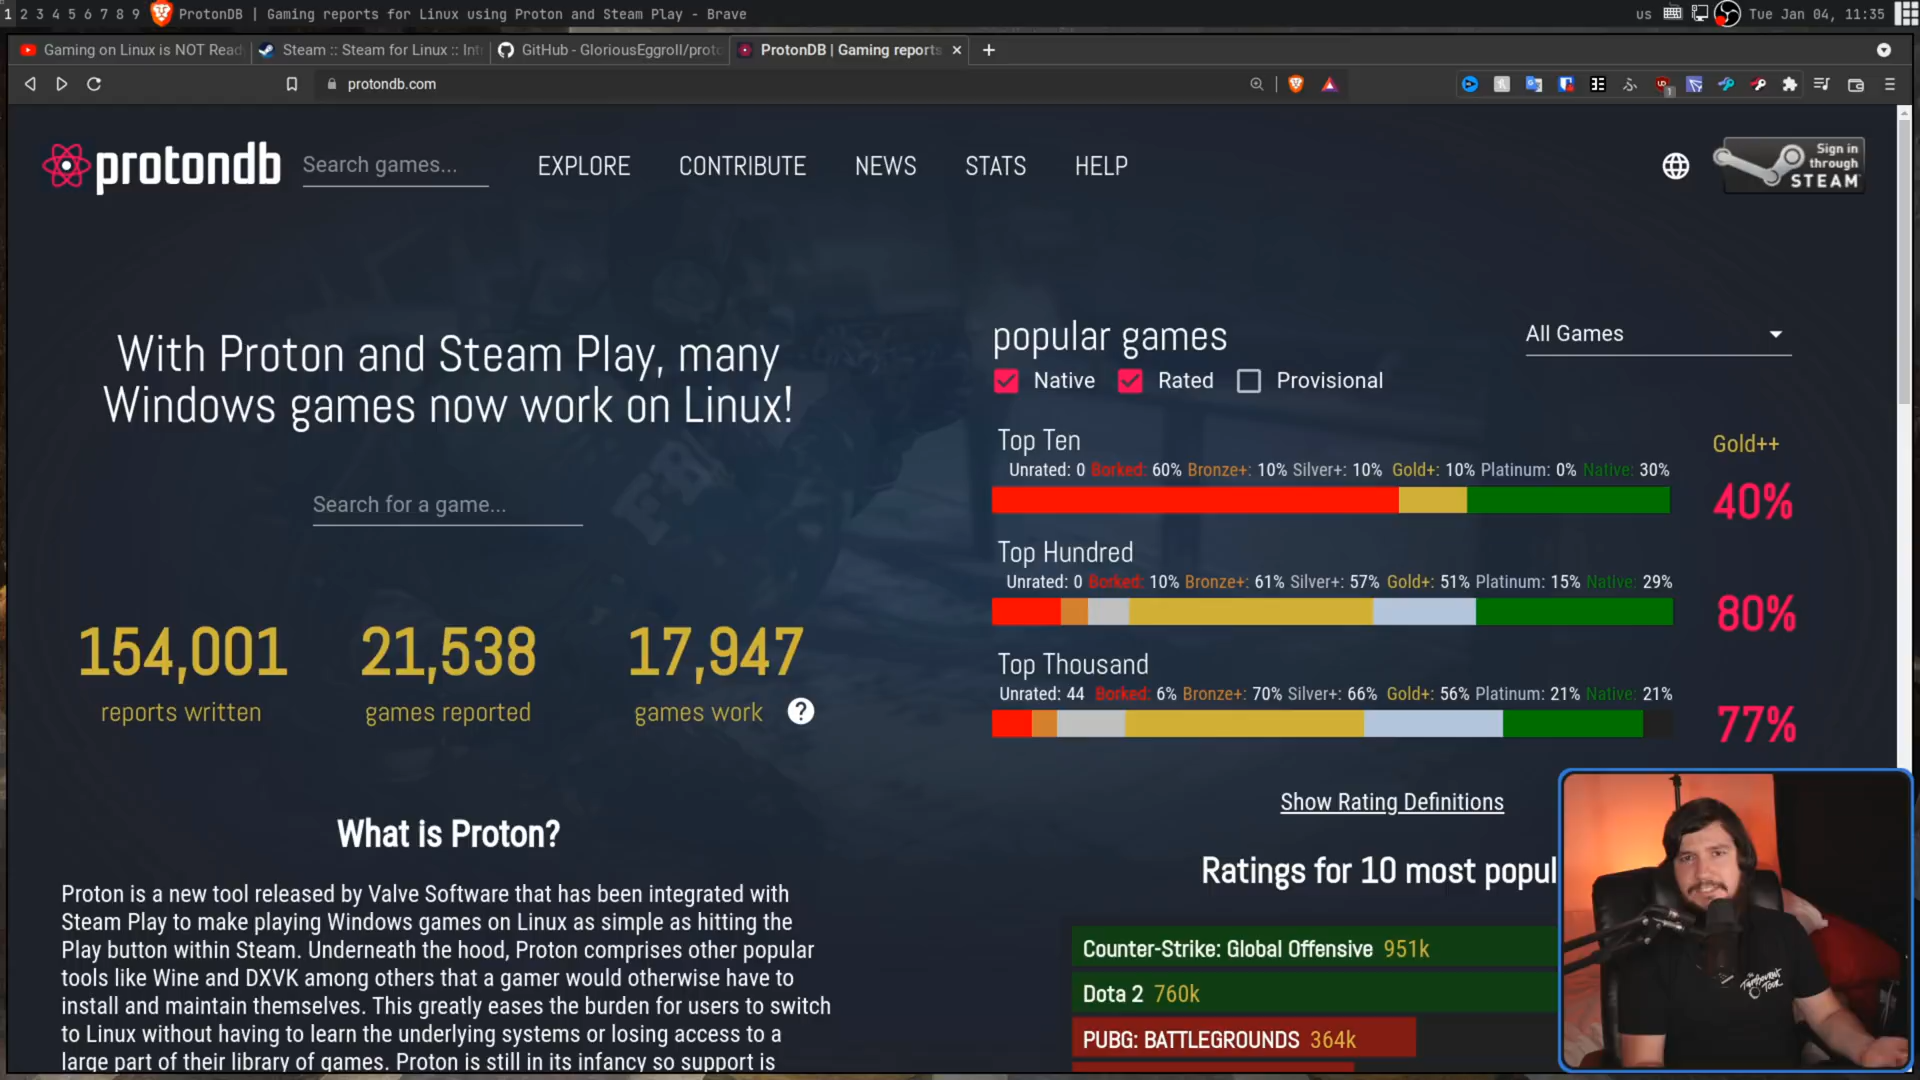 1 2 3 4 5 6 7 8 9 ProtonDB | Gaming reports for Linux using Proton and Steam Play - Brave
us Tue Jan 04, 11:35
Gaming on Linux is NOT Read
Steam :: Steam for Linux :: Int
GitHub - GloriousEggroll/proto
ProtonDB | Gaming reports
protondb.com
protondb
Search games...
EXPLORE
CONTRIBUTE
NEWS
STATS
HELP
Sign in
through
STEAM
With Proton and Steam Play, many
Windows games now work on Linux!
Search for a game...
154,001
reports written
21,538
games reported
17,947
games work ?
What is Proton?
Proton is a new tool released by Valve Software that has been integrated with
Steam Play to make playing Windows games on Linux as simple as hitting the
Play button within Steam. Underneath the hood, Proton comprises other popular
tools like Wine and DXVK among others that a gamer would otherwise have to
install and maintain themselves. This greatly eases the burden for users to switch
to Linux without having to learn the underlying systems or losing access to a
large part of their library of games. Proton is still in its infancy so support is
popular games
All Games
Native Rated Provisional
Top Ten
Gold++
Unrated: 0 Borked: 60% Bronze+: 10% Silver+: 10% Gold+: 10% Platinum: 0% Native: 30%
40%
Top Hundred
Unrated: 0 Borked: 10% Bronze+: 61% Silver+: 57% Gold+: 51% Platinum: 15% Native: 29%
80%
Top Thousand
Unrated: 44 Borked: 6% Bronze+: 70% Silver+: 66% Gold+: 56% Platinum: 21% Native: 21%
77%
Show Rating Definitions
Ratings for 10 most popul
Counter-Strike: Global Offensive 951k
Dota 2 760k
PUBG: BATTLEGROUNDS 364k